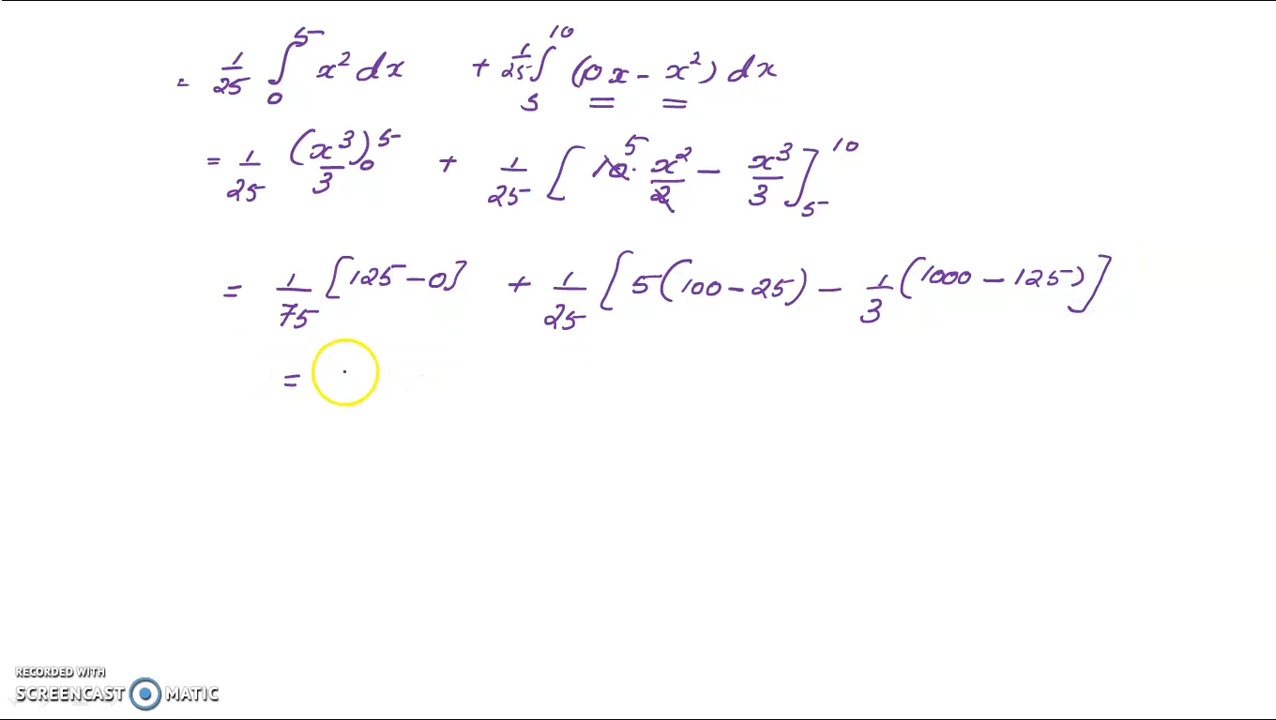 = 1/25 ∫₀⁵ x² dx + 1/25 ∫₅¹⁰ (10x - x²) dx
= 1/25 (x³/3)₀⁵ + 1/25 [10⁵ · x²/2 - x³/3]₅¹⁰
= 1/75 [125 - 0] + 1/25 [5(100 - 25) - 1/3 (1000 - 125)]
=
RECORDED WITH
SCREENCAST MATIC